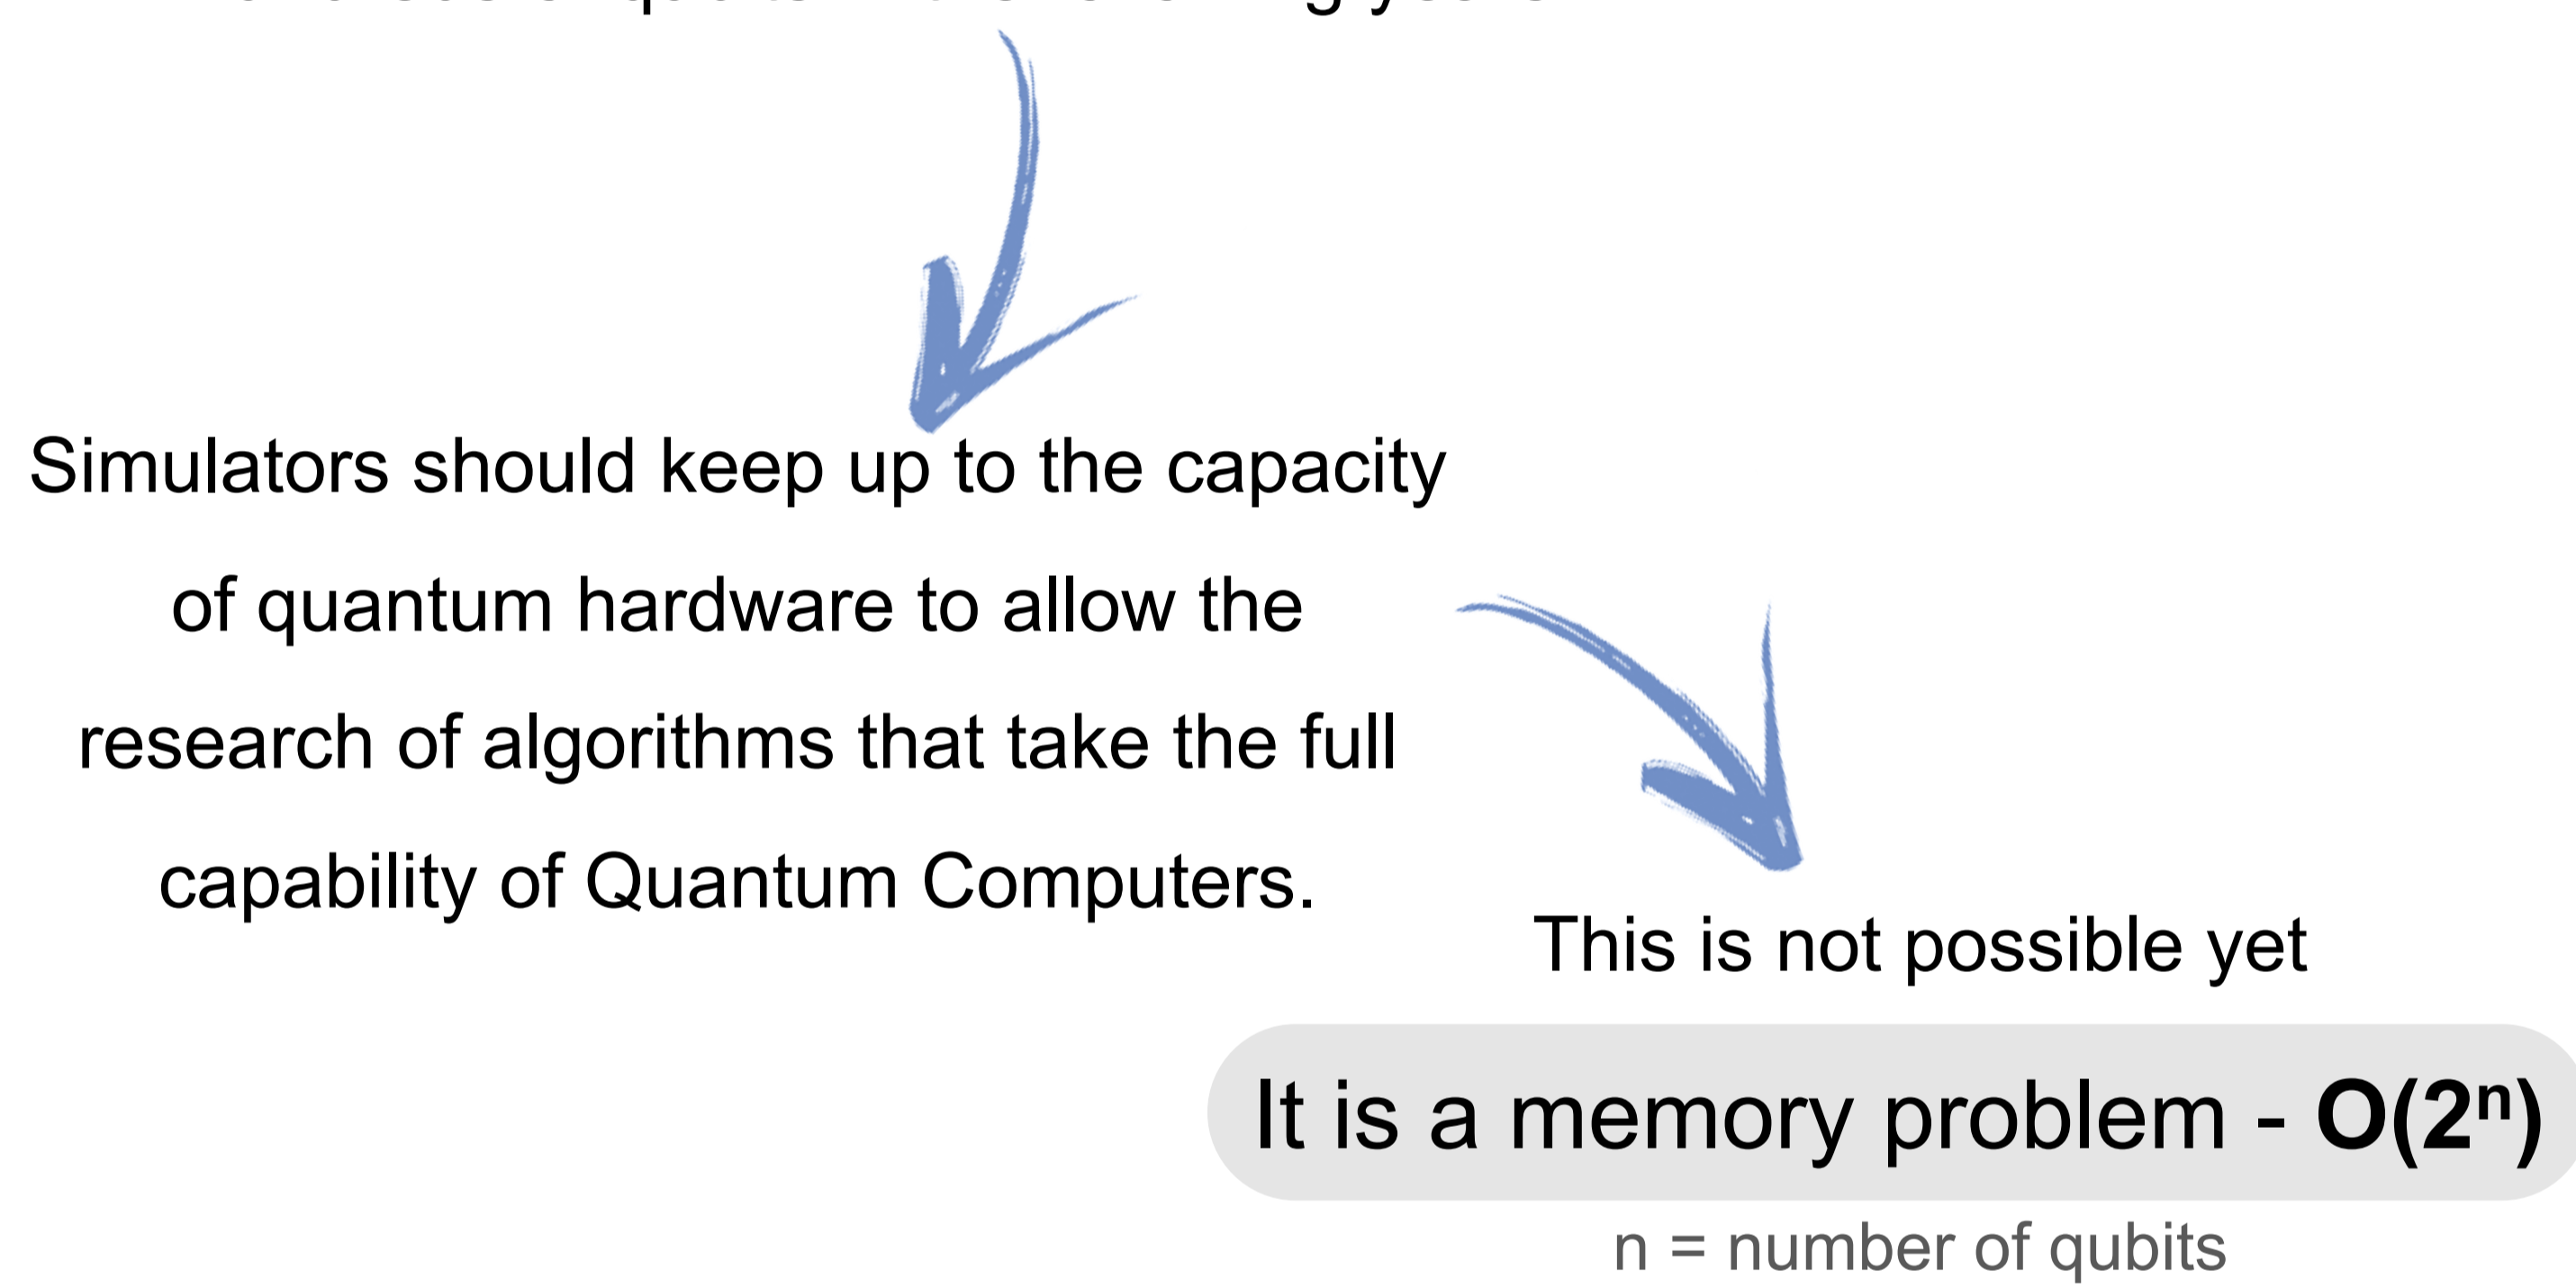 Simulators should keep up to the capacity
of quantum hardware to allow the
research of algorithms that take the full
capability of Quantum Computers.
This is not possible yet
It is a memory problem - O(2ⁿ)
n = number of qubits